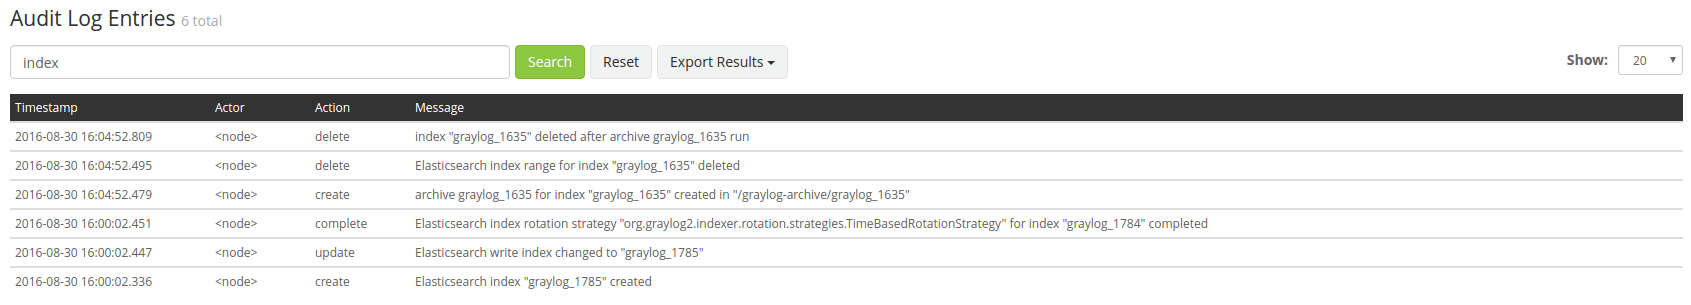 Audit Log Entries 6 total
index Search Reset Export Results Show: 20
Timestamp Actor Action Message
2016-08-30 16:04:52.809 <node> delete index "graylog_1635" deleted after archive graylog_1635 run
2016-08-30 16:04:52.495 <node> delete Elasticsearch index range for index "graylog_1635" deleted
2016-08-30 16:04:52.479 <node> create archive graylog_1635 for index "graylog_1635" created in "/graylog-archive/graylog_1635"
2016-08-30 16:00:02.451 <node> complete Elasticsearch index rotation strategy "org.graylog2.indexer.rotation.strategies.TimeBasedRotationStrategy" for index "graylog_1784" completed
2016-08-30 16:00:02.447 <node> update Elasticsearch write index changed to "graylog_1785"
2016-08-30 16:00:02.336 <node> create Elasticsearch index "graylog_1785" created